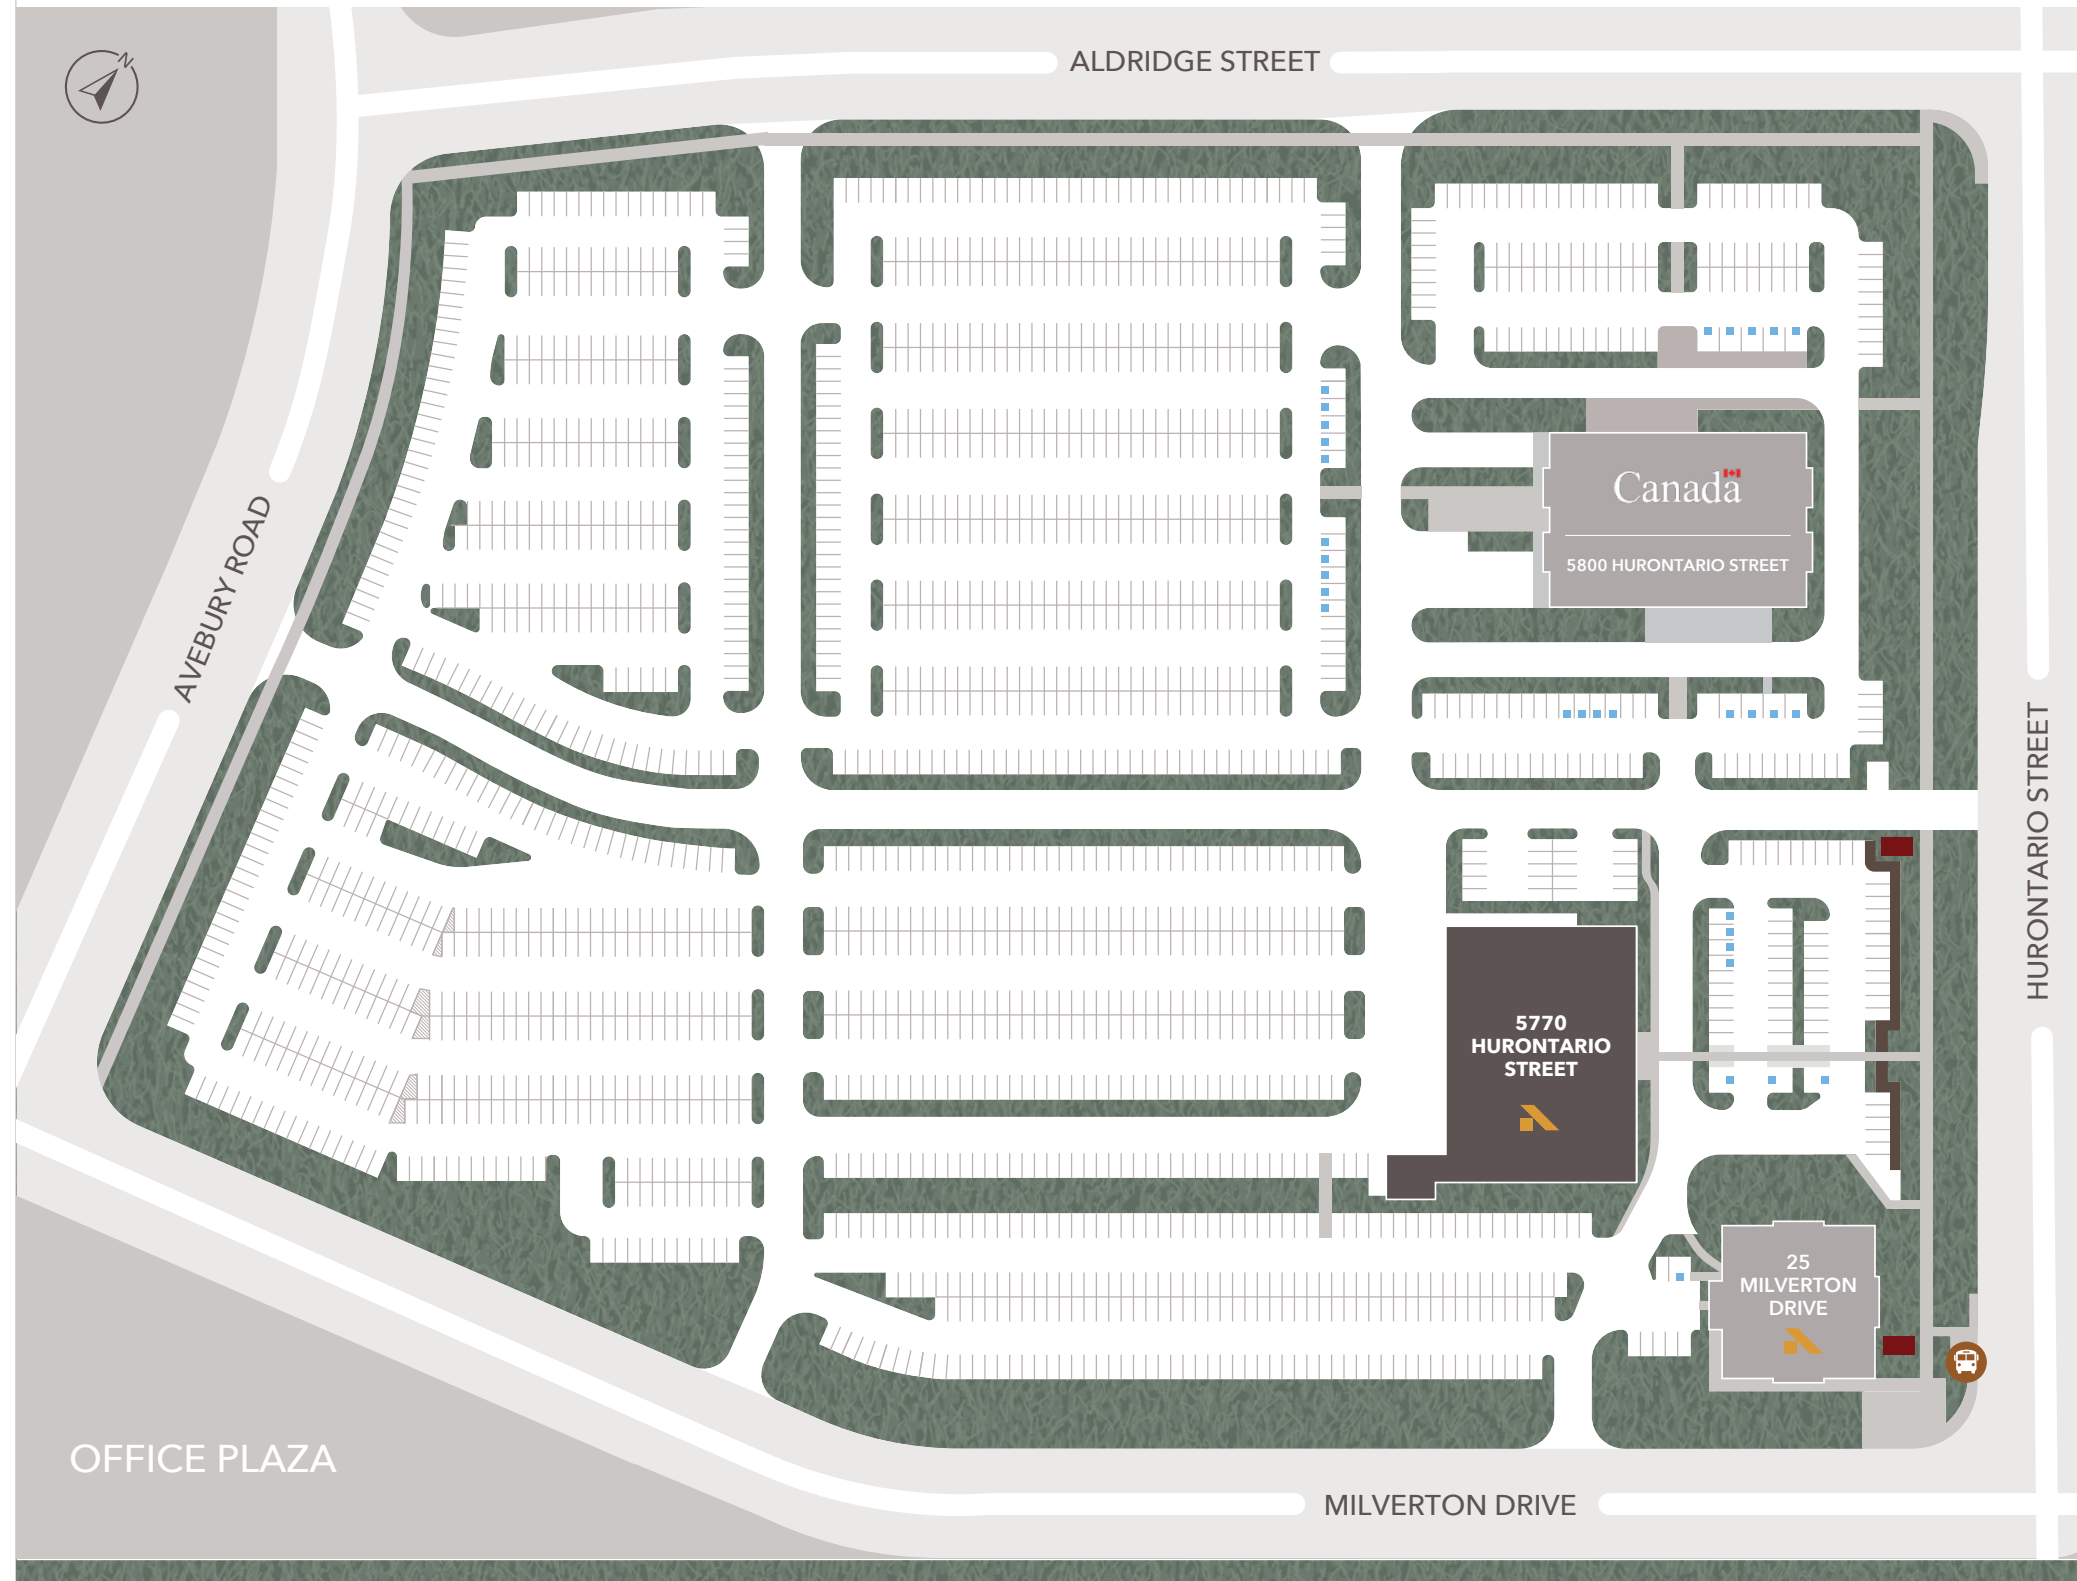 N
ALDRIDGE STREET
AVEBURY ROAD
Canada
5800 HURONTARIO STREET
HURONTARIO STREET
5770
HURONTARIO
STREET
25
MILVERTON
DRIVE
OFFICE PLAZA
MILVERTON DRIVE